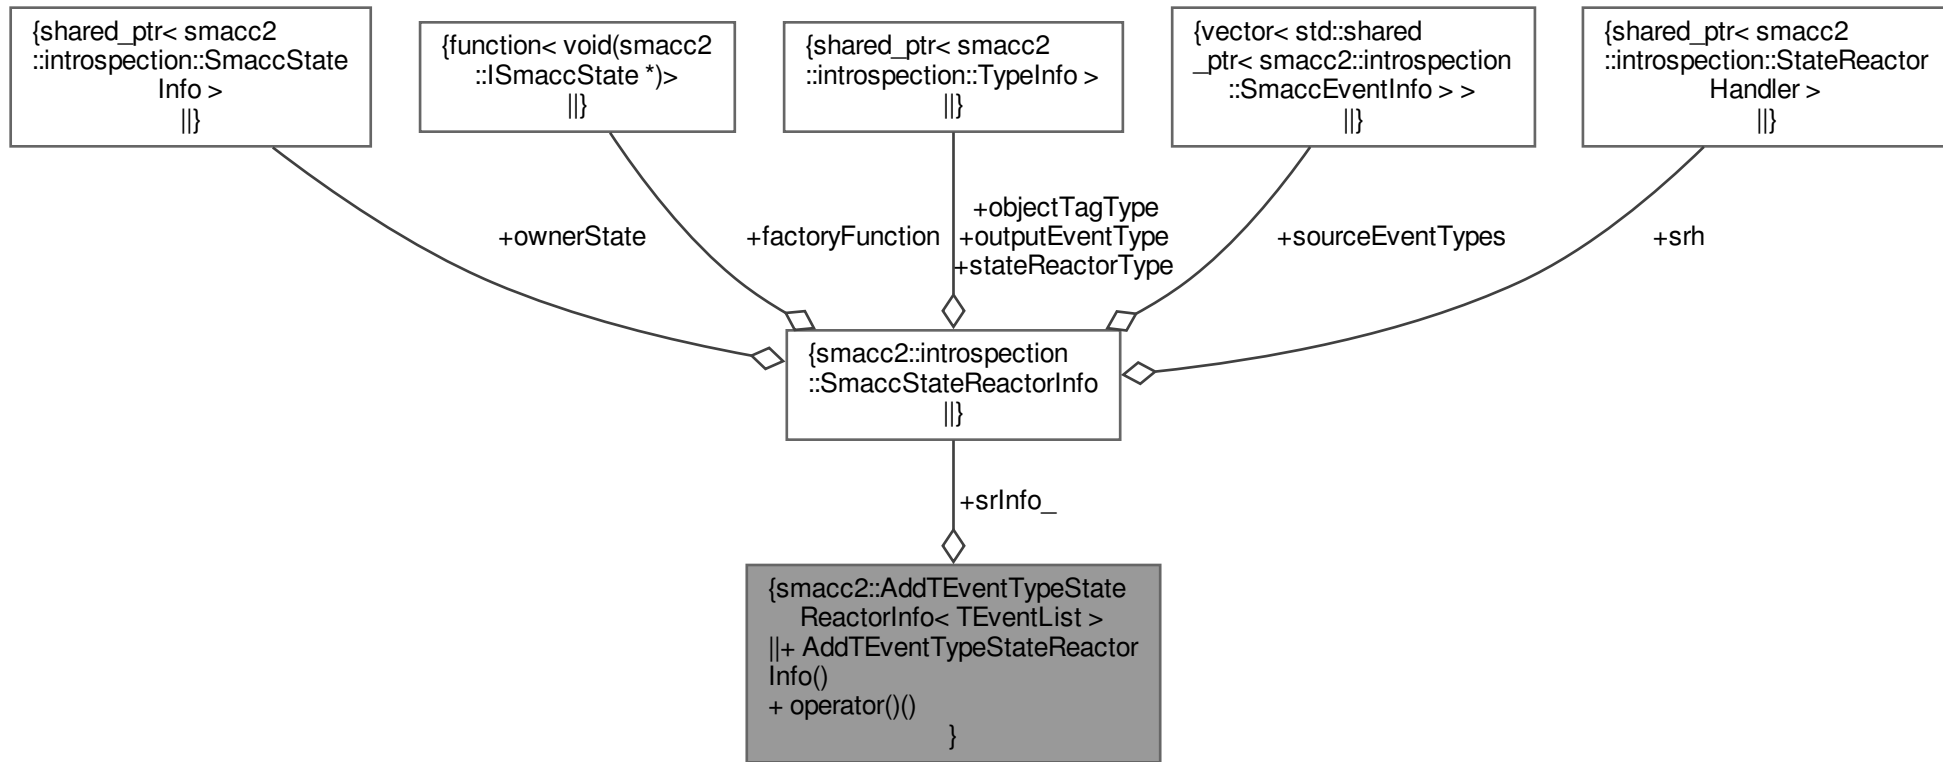 {shared_ptr< smacc2
::introspection::SmaccState
Info >
||}
{function< void(smacc2
::ISmaccState *)>
||}
{shared_ptr< smacc2
::introspection::TypeInfo >
||}
{vector< std::shared
_ptr< smacc2::introspection
::SmaccEventInfo > >
||}
{shared_ptr< smacc2
::introspection::StateReactor
Handler >
||}
+ownerState
+factoryFunction
+objectTagType
+outputEventType
+stateReactorType
+sourceEventTypes
+srh
{smacc2::introspection
::SmaccStateReactorInfo
||}
+srInfo_
{smacc2::AddTEventTypeState
ReactorInfo< TEventList >
||+ AddTEventTypeStateReactor
Info()
+ operator()()
}